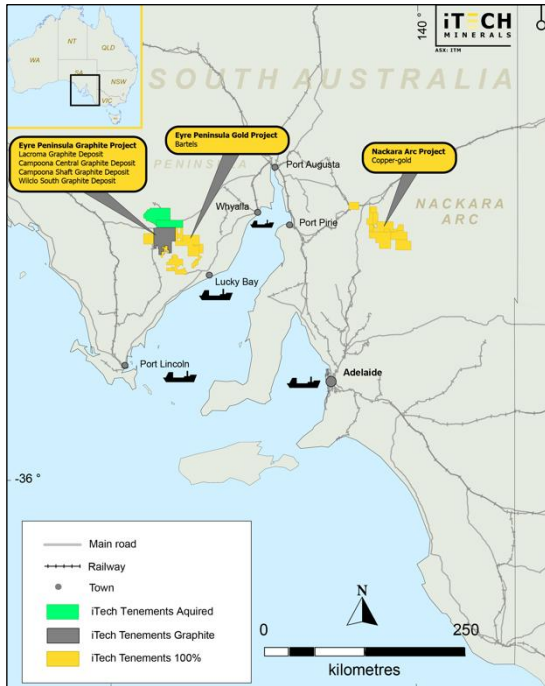 WA
NT
QLD
SA
NSW
VIC
140 °
iTECH
MINERALS
ASX: ITM
SOUTH AUSTRALIA
Eyre Peninsula Graphite Project
Lacroma Graphite Deposit
Campoona Central Graphite Deposit
Campoona Shaft Graphite Deposit
Wilclo South Graphite Deposit
Eyre Peninsula Gold Project
Bartels
Nackara Arc Project
Copper-gold
PENINSULA
Port Augusta
Whyalla
Port Pirie
NACKARA
ARC
Lucky Bay
Port Lincoln
Adelaide
-36 °
Main road
Railway
Town
iTech Tenements Aquired
iTech Tenements Graphite
iTech Tenements 100%
N
0
250
kilometres